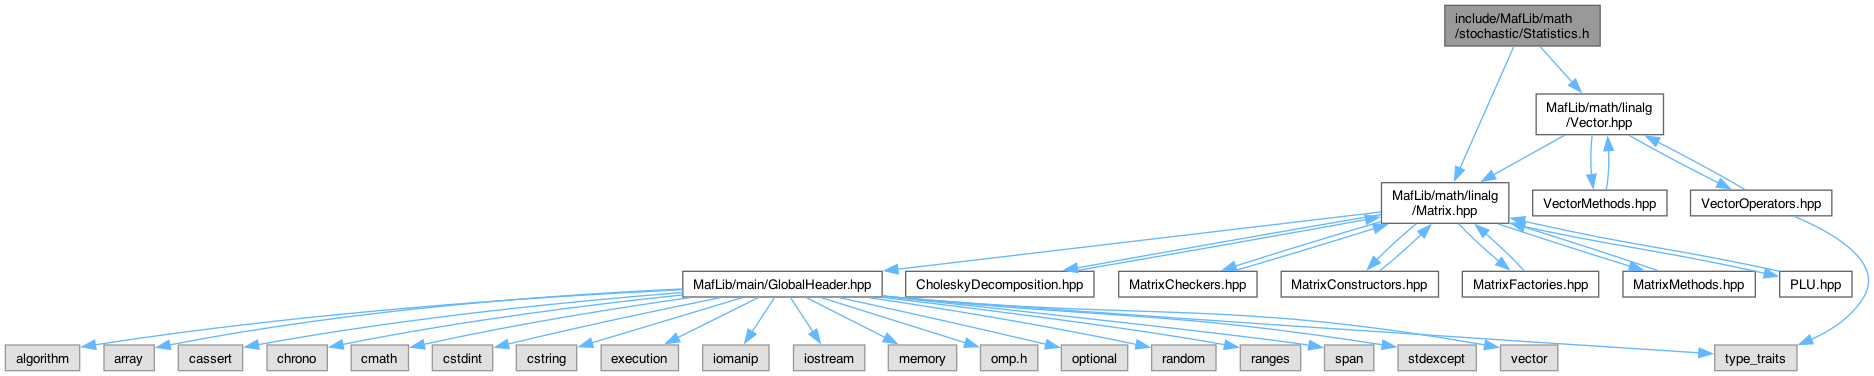 include/MafLib/math
/stochastic/Statistics.h
MafLib/math/linalg
/Vector.hpp
MafLib/math/linalg
/Matrix.hpp
VectorMethods.hpp
VectorOperators.hpp
MafLib/main/GlobalHeader.hpp
CholeskyDecomposition.hpp
MatrixCheckers.hpp
MatrixConstructors.hpp
MatrixFactories.hpp
MatrixMethods.hpp
PLU.hpp
algorithm
array
cassert
chrono
cmath
cstdint
cstring
execution
iomanip
iostream
memory
omp.h
optional
random
ranges
span
stdexcept
vector
type_traits